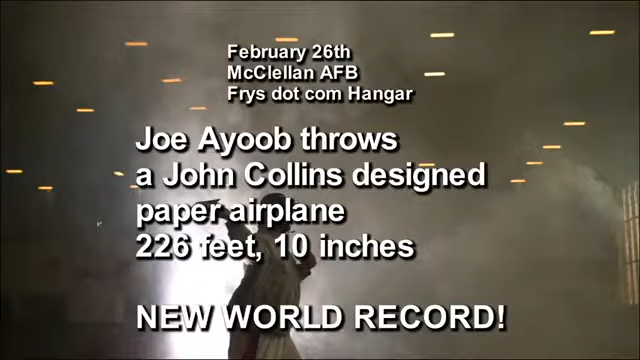 February 26th
McClellan AFB
Frys dot com Hangar
Joe Ayoob throws
a John Collins designed
paper airplane
226 feet, 10 inches
NEW WORLD RECORD!